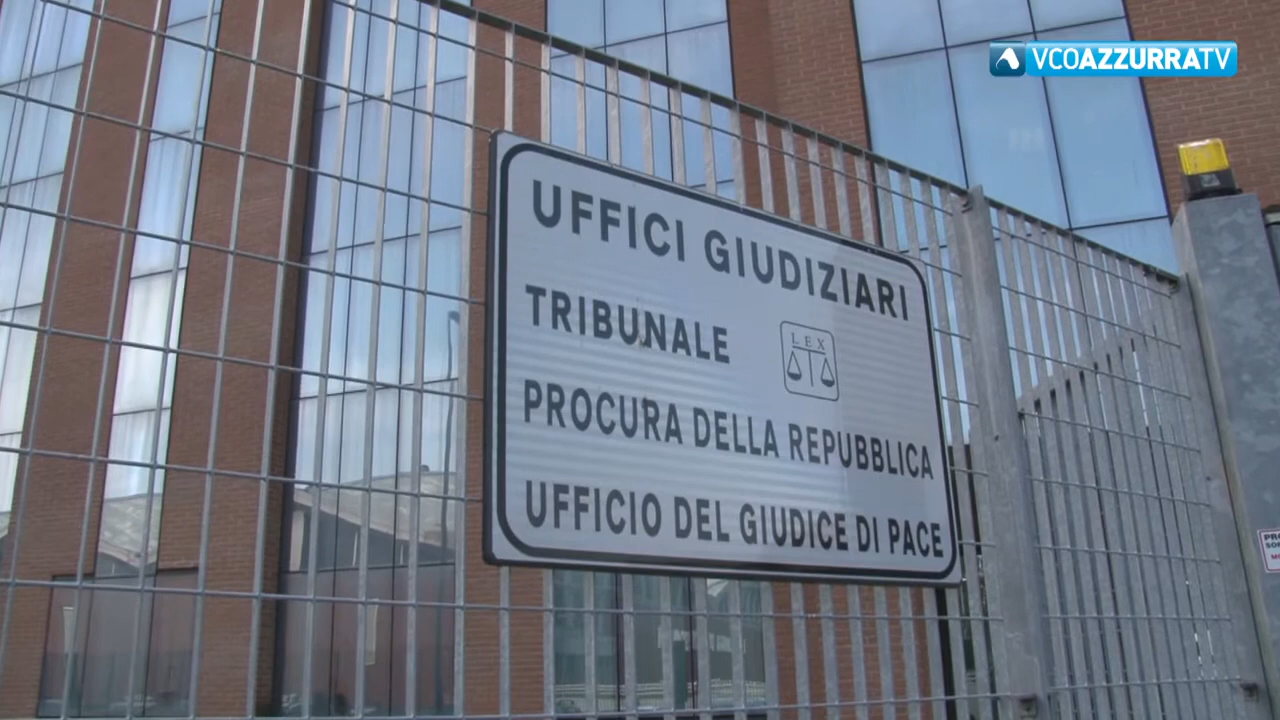 VCOAZZURRATV
UFFICI GIUDIZIARI
TRIBUNALE
LEX
PROCURA DELLA REPUBBLICA
UFFICIO DEL GIUDICE DI PACE